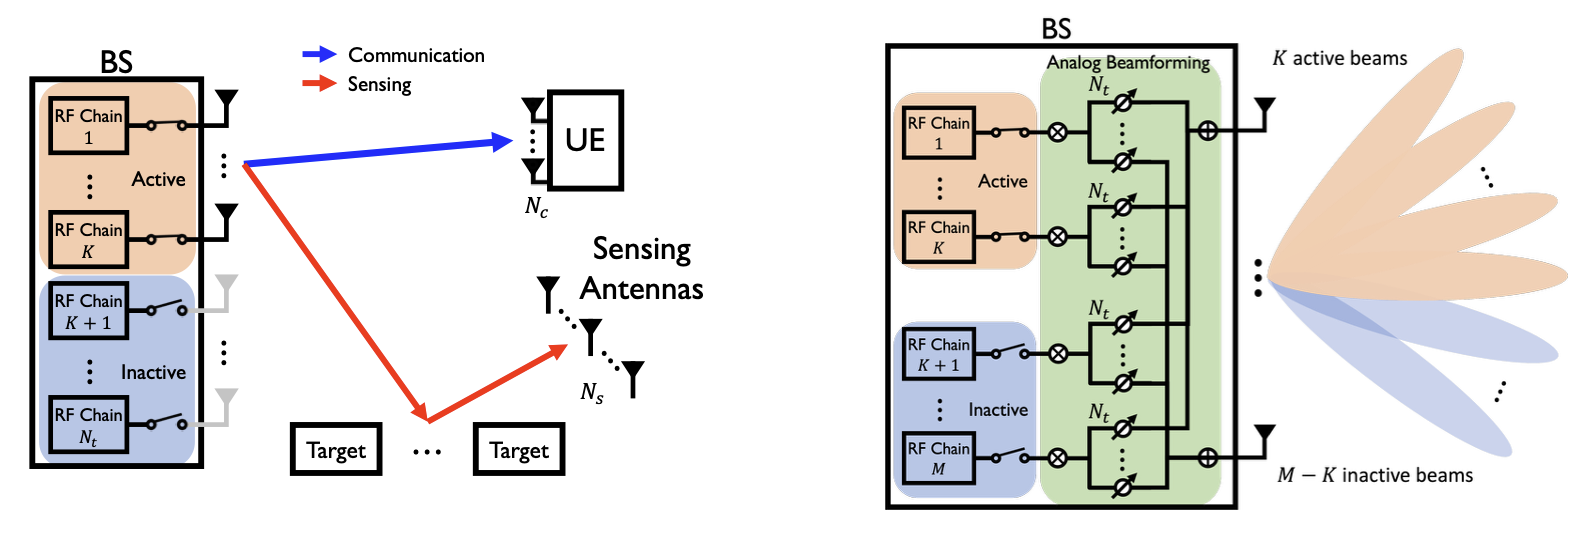 BS
Communication
Sensing
RF Chain
1
⋮
Active
RF Chain
K
RF Chain
K + 1
⋮
Inactive
RF Chain
N_t
⋮
⋮
UE
⋮
N_c
Sensing
Antennas
N_s
Target
⋯
Target
BS
Analog Beamforming
RF Chain
1
⋮
Active
RF Chain
K
RF Chain
K + 1
⋮
Inactive
RF Chain
M
N_t
⋮
N_t
⋮
N_t
⋮
N_t
⋮
⋮
K active beams
M − K inactive beams